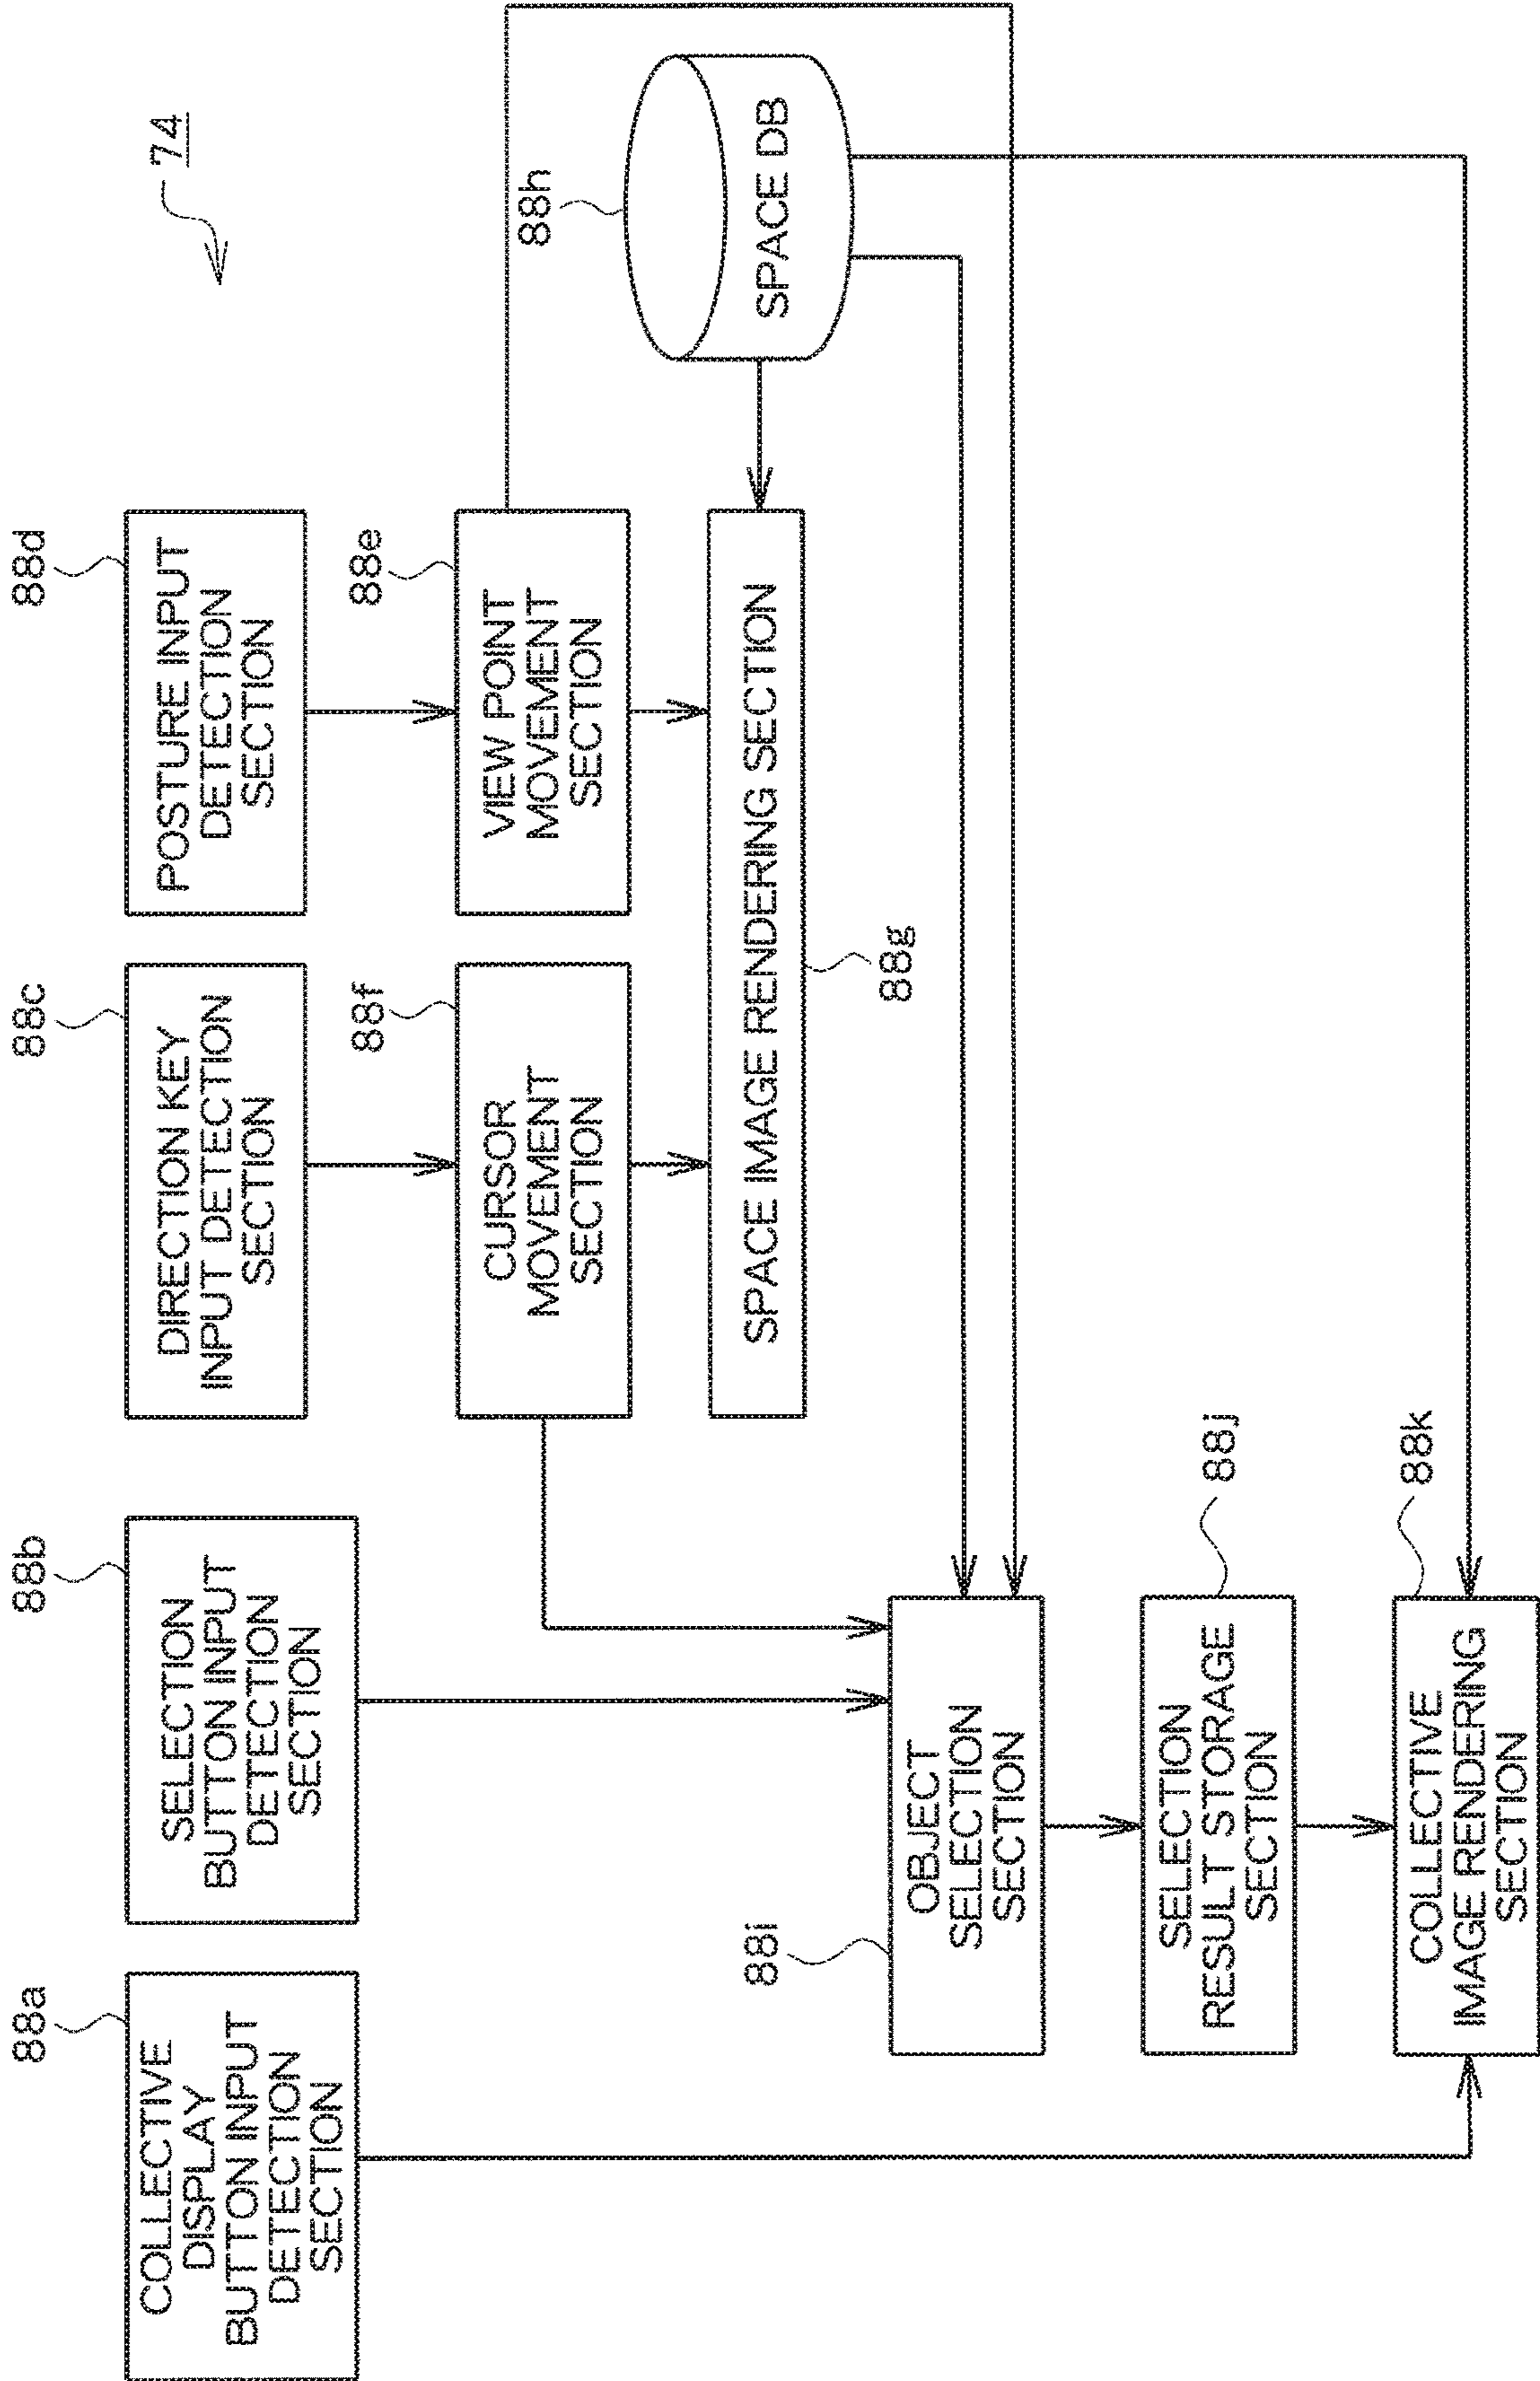 74
88a
COLLECTIVE
DISPLAY
BUTTON INPUT
DETECTION
SECTION
88b
SELECTION
BUTTON INPUT
DETECTION
SECTION
88c
DIRECTION KEY
INPUT DETECTION
SECTION
88d
POSTURE INPUT
DETECTION
SECTION
88f
CURSOR
MOVEMENT
SECTION
88e
VIEW POINT
MOVEMENT
SECTION
88h
SPACE DB
SPACE IMAGE RENDERING SECTION
88g
88i
OBJECT
SELECTION
SECTION
88j
SELECTION
RESULT STORAGE
SECTION
88k
COLLECTIVE
IMAGE RENDERING
SECTION